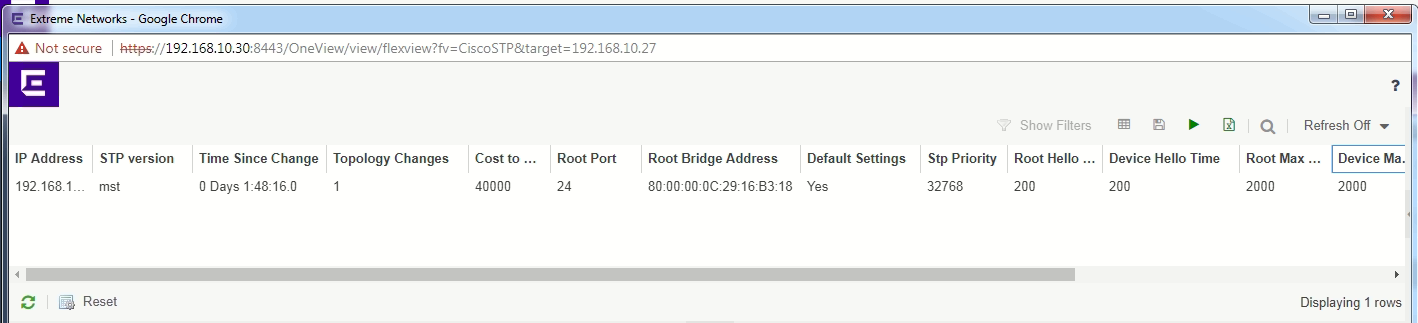 Extreme Networks - Google Chrome
Not secure https://192.168.10.30:8443/OneView/view/flexview?fv=CiscoSTP&target=192.168.10.27
E ?
Show Filters Refresh Off
IP Address STP version Time Since Change Topology Changes Cost to ... Root Port Root Bridge Address Default Settings Stp Priority Root Hello ... Device Hello Time Root Max ... Device Ma...
192.168.1... mst 0 Days 1:48:16.0 1 40000 24 80:00:00:0C:29:16:B3:18 Yes 32768 200 200 2000 2000
Reset Displaying 1 rows